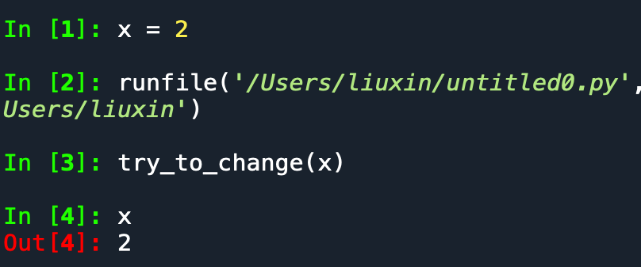 In [1]: x = 2
In [2]: runfile('/Users/liuxin/untitled0.py',
Users/liuxin')
In [3]: try_to_change(x)
In [4]: x
Out[4]: 2